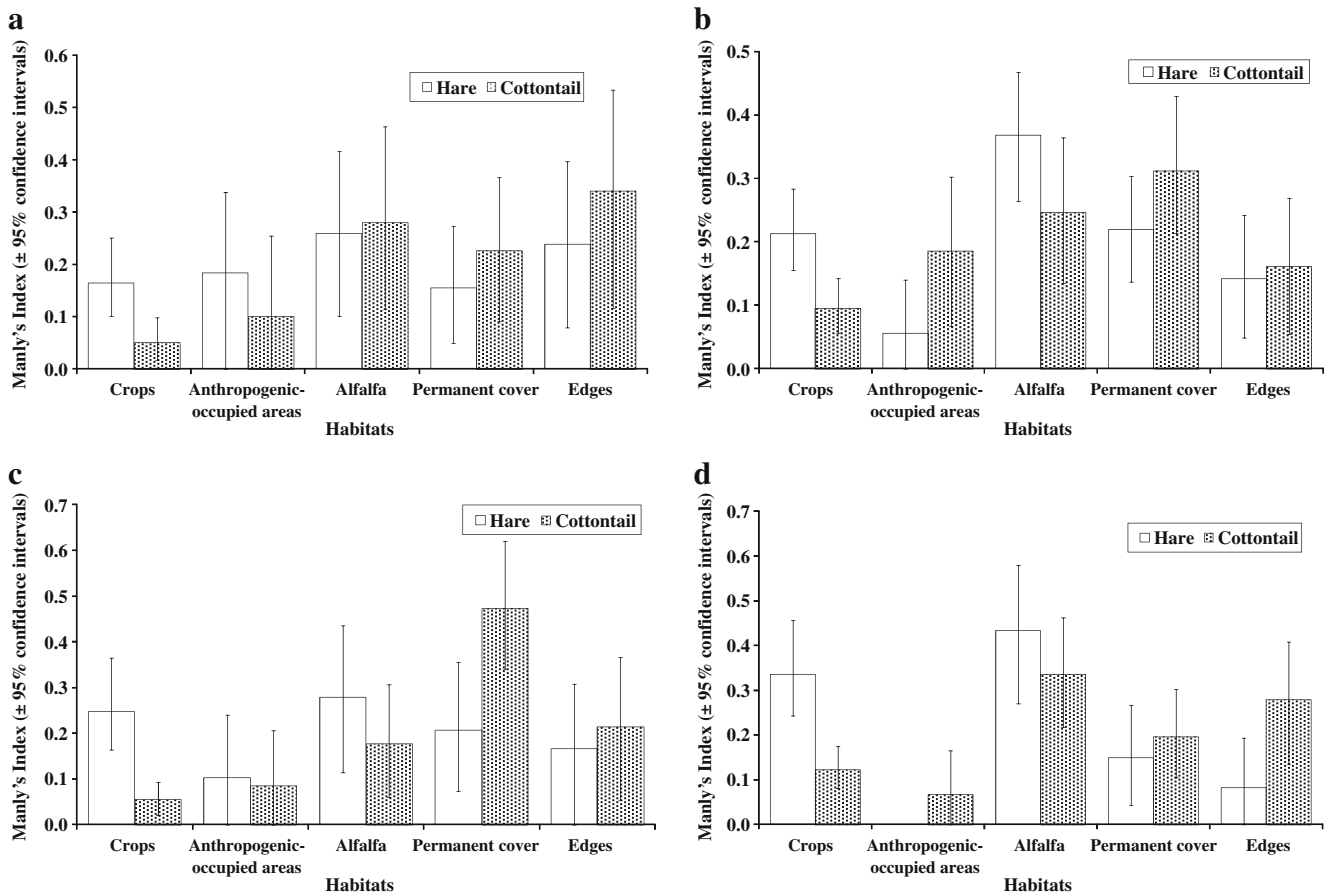 a
Manly's Index (± 95% confidence intervals)
0.6
0.5
0.4
0.3
0.2
0.1
0.0
Hare Cottontail
Crops Anthropogenic- Alfalfa Permanent cover Edges
occupied areas
Habitats
b
Manly's Index (± 95% confidence intervals)
0.5
0.4
0.3
0.2
0.1
0.0
Hare Cottontail
Crops Anthropogenic- Alfalfa Permanent cover Edges
occupied areas
Habitats
c
Manly's Index (± 95% confidence intervals)
0.7
0.6
0.5
0.4
0.3
0.2
0.1
0.0
Hare Cottontail
Crops Anthropogenic- Alfalfa Permanent cover Edges
occupied areas
Habitats
d
Manly's Index (± 95% confidence intervals)
0.7
0.6
0.5
0.4
0.3
0.2
0.1
0.0
Hare Cottontail
Crops Anthropogenic- Alfalfa Permanent cover Edges
occupied areas
Habitats